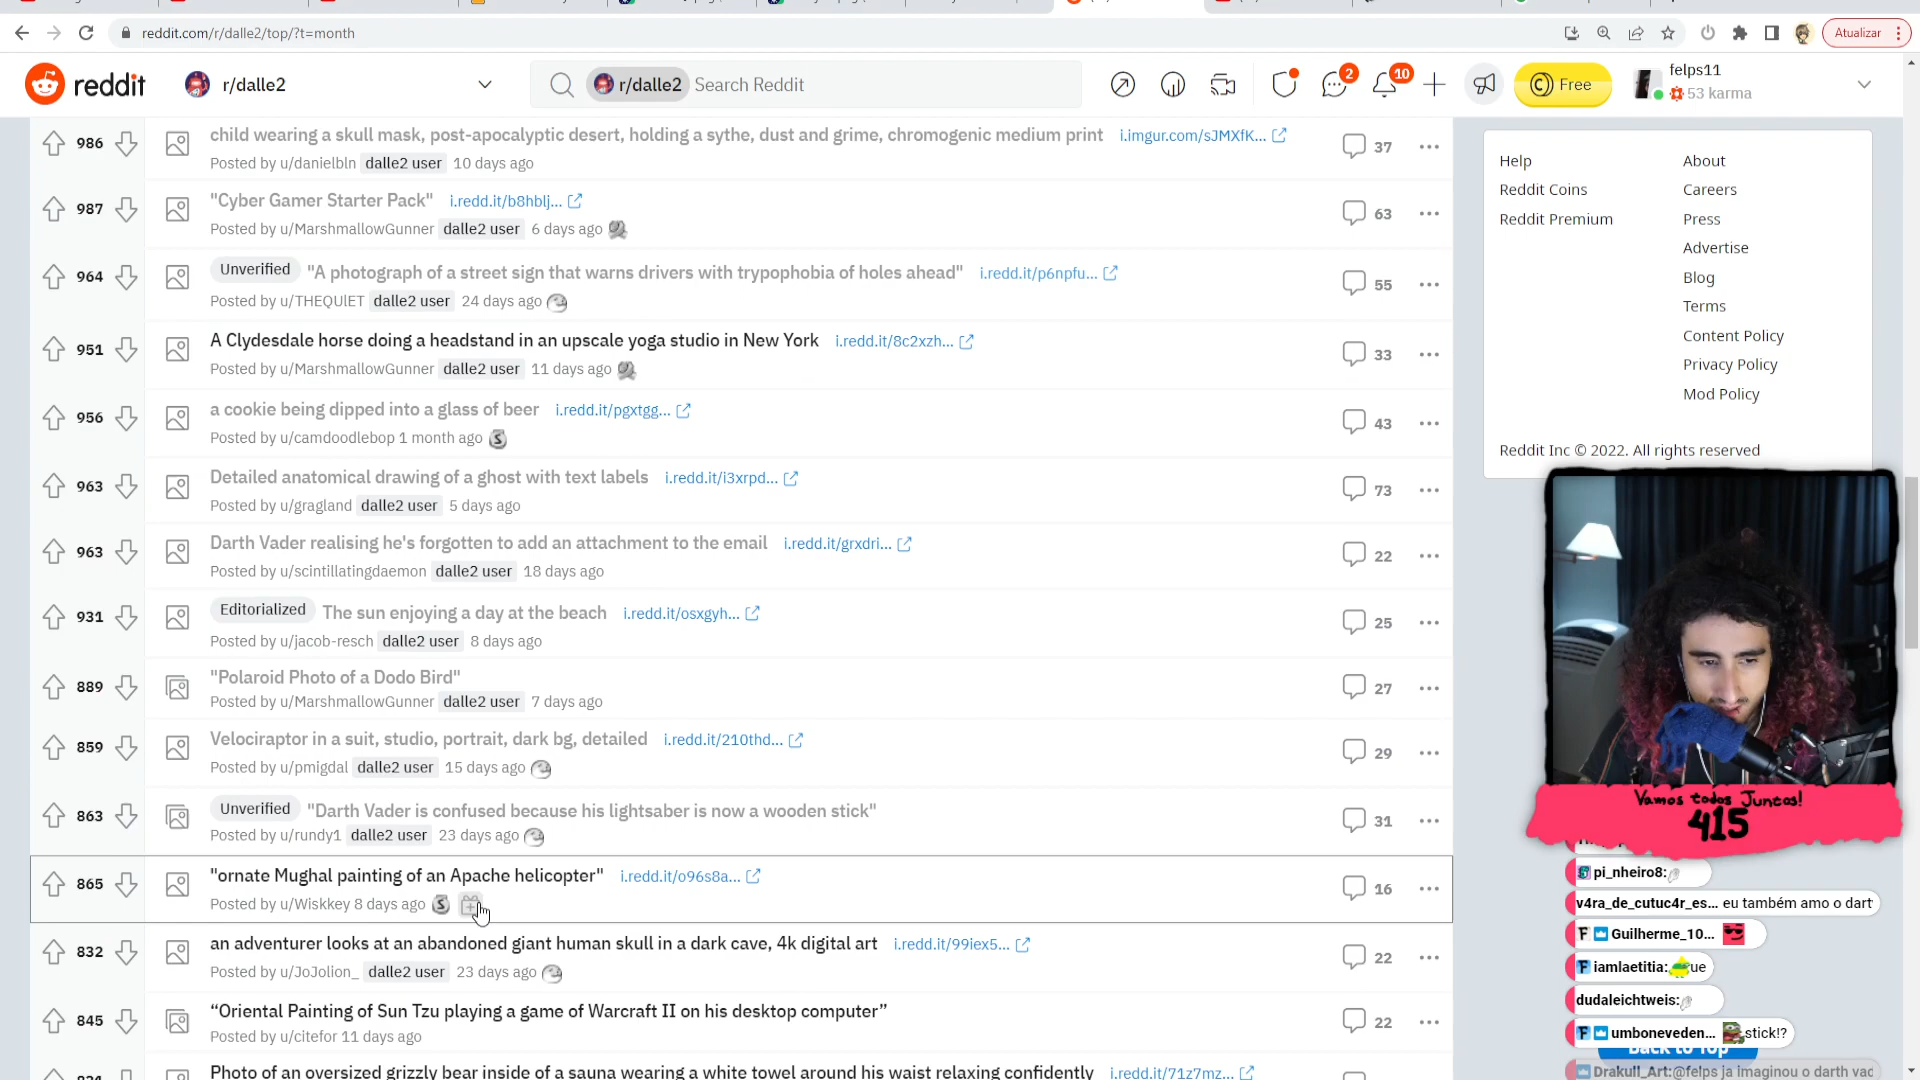 reddit.com/r/dalle2/top/?t=month
Atualizar
reddit
r/dalle2
r/dalle2 Search Reddit
2
10
Free
felps11
53 karma
986
child wearing a skull mask, post-apocalyptic desert, holding a sythe, dust and grime, chromogenic medium print i.imgur.com/sJMXfK...
Posted by u/danielbln dalle2 user 10 days ago
37
987
"Cyber Gamer Starter Pack" i.redd.it/b8hblj...
Posted by u/MarshmallowGunner dalle2 user 6 days ago
63
964
Unverified "A photograph of a street sign that warns drivers with trypophobia of holes ahead" i.redd.it/p6npfu...
Posted by u/THEQUIET dalle2 user 24 days ago
55
951
A Clydesdale horse doing a headstand in an upscale yoga studio in New York i.redd.it/8c2xzh...
Posted by u/MarshmallowGunner dalle2 user 11 days ago
33
956
a cookie being dipped into a glass of beer i.redd.it/pgxtgg...
Posted by u/camdoodlebop 1 month ago
43
963
Detailed anatomical drawing of a ghost with text labels i.redd.it/i3xrpd...
Posted by u/gragland dalle2 user 5 days ago
73
963
Darth Vader realising he's forgotten to add an attachment to the email i.redd.it/grxdri...
Posted by u/scintillatingdaemon dalle2 user 18 days ago
22
931
Editorialized The sun enjoying a day at the beach i.redd.it/osxgyh...
Posted by u/jacob-resch dalle2 user 8 days ago
25
889
"Polaroid Photo of a Dodo Bird"
Posted by u/MarshmallowGunner dalle2 user 7 days ago
27
859
Velociraptor in a suit, studio, portrait, dark bg, detailed i.redd.it/210thd...
Posted by u/pmigdal dalle2 user 15 days ago
29
863
Unverified "Darth Vader is confused because his lightsaber is now a wooden stick"
Posted by u/rundy1 dalle2 user 23 days ago
31
865
"ornate Mughal painting of an Apache helicopter" i.redd.it/o96s8a...
Posted by u/Wiskkey 8 days ago
16
832
an adventurer looks at an abandoned giant human skull in a dark cave, 4k digital art i.redd.it/99iex5...
Posted by u/JoJolion_ dalle2 user 23 days ago
22
845
“Oriental Painting of Sun Tzu playing a game of Warcraft II on his desktop computer”
Posted by u/citefor 11 days ago
22
Photo of an oversized grizzly bear inside of a sauna wearing a white towel around his waist relaxing confidently i.redd.it/71z7mz...
Help
Reddit Coins
Reddit Premium
About
Careers
Press
Advertise
Blog
Terms
Content Policy
Privacy Policy
Mod Policy
Reddit Inc © 2022. All rights reserved
Vamos todos Juntos!
415
pi_nheiro8:
v4ra_de_cutuc4r_es... eu também amo o dart
Guilherme_10...
iamlaetitia: ue
dudaleichtweis:
umboneveden... stick!?
Back to Top
Drakull_Art: @felps ja imaginou o darth vad